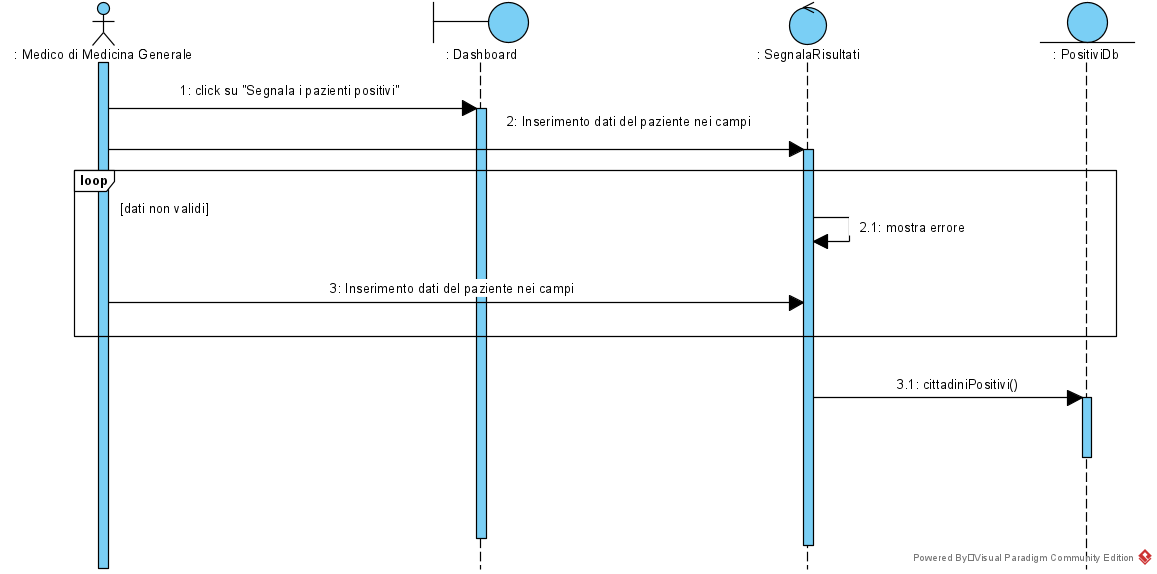 : Medico di Medicina Generale
: Dashboard
: SegnalaRisultati
: PositiviDb
1: click su "Segnala i pazienti positivi"
2: Inserimento dati del paziente nei campi
loop
[dati non validi]
2.1: mostra errore
3: Inserimento dati del paziente nei campi
3.1: cittadiniPositivi()
Powered By Visual Paradigm Community Edition